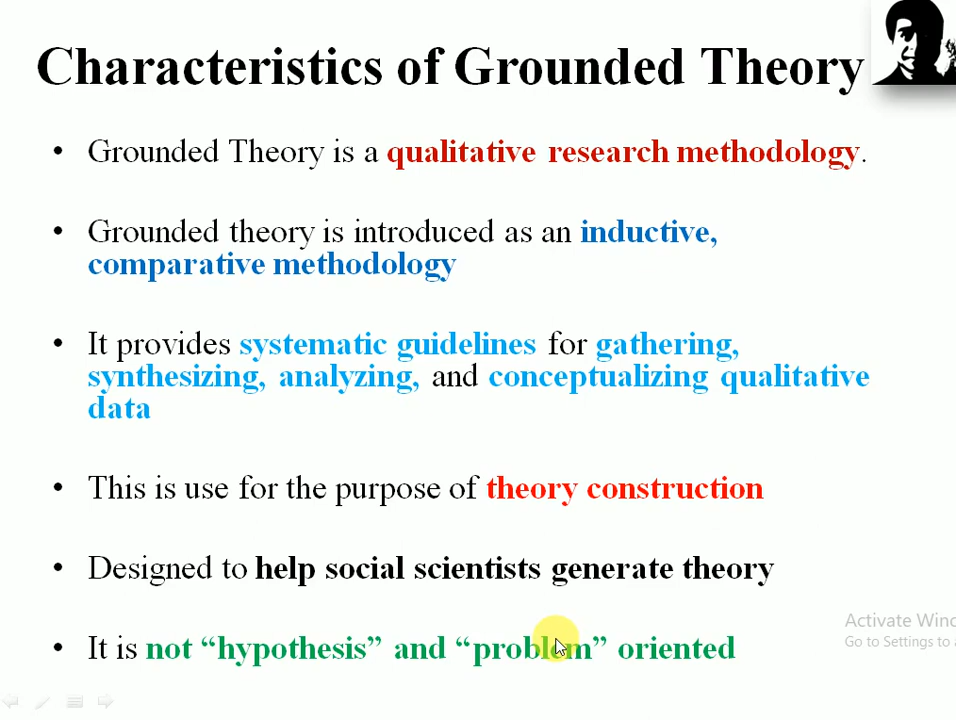 Characteristics of Grounded Theory
• Grounded Theory is a qualitative research methodology.
• Grounded theory is introduced as an inductive,
comparative methodology
• It provides systematic guidelines for gathering,
synthesizing, analyzing, and conceptualizing qualitative
data
• This is use for the purpose of theory construction
• Designed to help social scientists generate theory
• It is not “hypothesis” and “problem” oriented
Activate Wind
Go to Settings to a